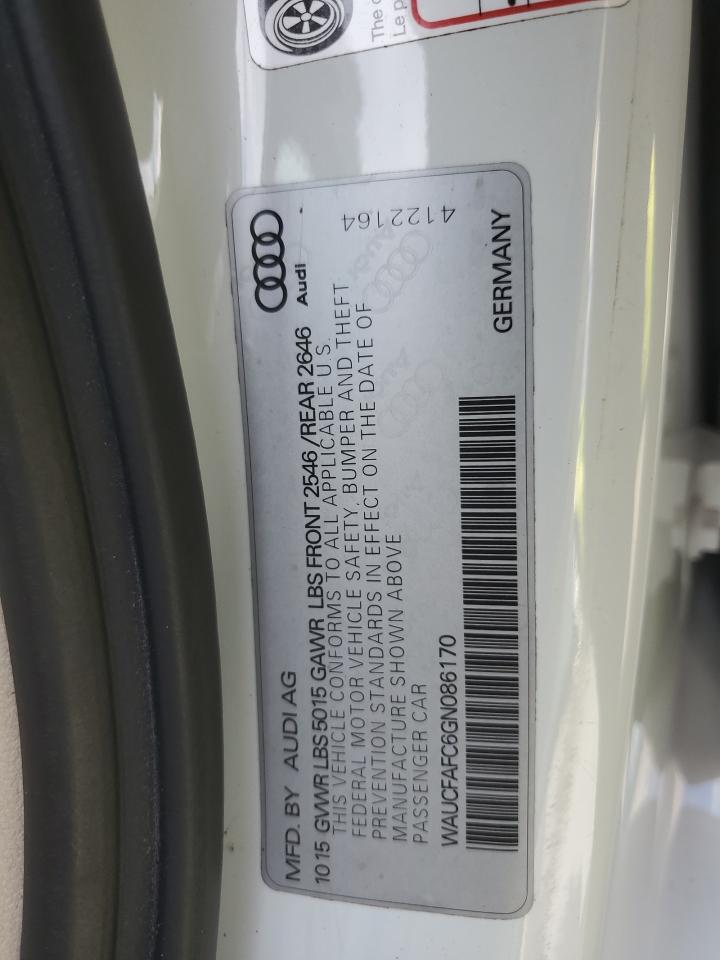 The
Le p
Audi
4122164
MFD. BY AUDI AG
10 15 GVWR LBS 5015 GAWR LBS FRONT 2546 /REAR 2646
THIS VEHICLE CONFORMS TO ALL APPLICABLE U.S.
FEDERAL MOTOR VEHICLE SAFETY, BUMPER AND THEFT
PREVENTION STANDARDS IN EFFECT ON THE DATE OF
MANUFACTURE SHOWN ABOVE
PASSENGER CAR
WAUCFAFC6GN086170
GERMANY